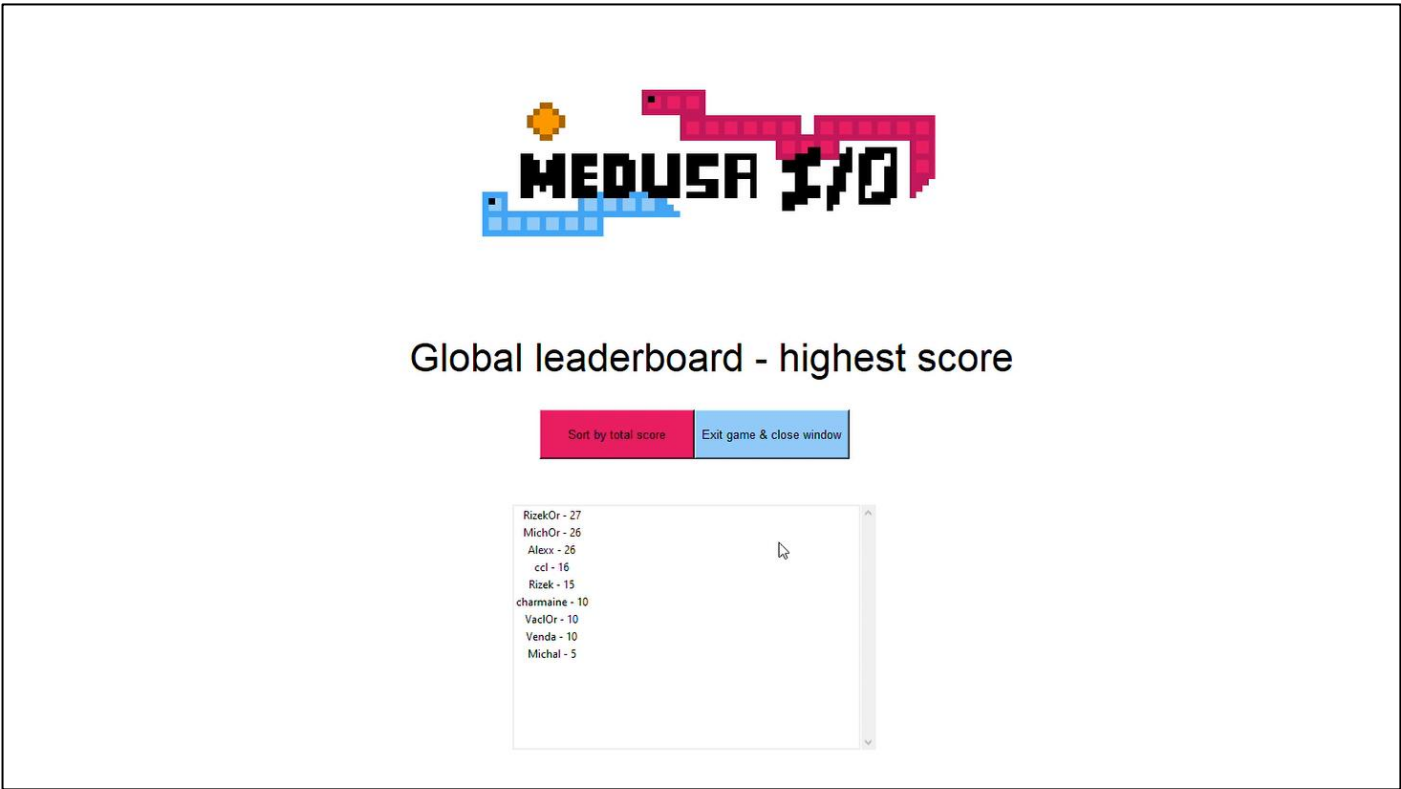 MEDUSA I/O
Global leaderboard - highest score
Sort by total score
Exit game & close window
RizekOr - 27
MichOr - 26
Alexx - 26
ccl - 16
Rizek - 15
charmaine - 10
VaclOr - 10
Venda - 10
Michal - 5